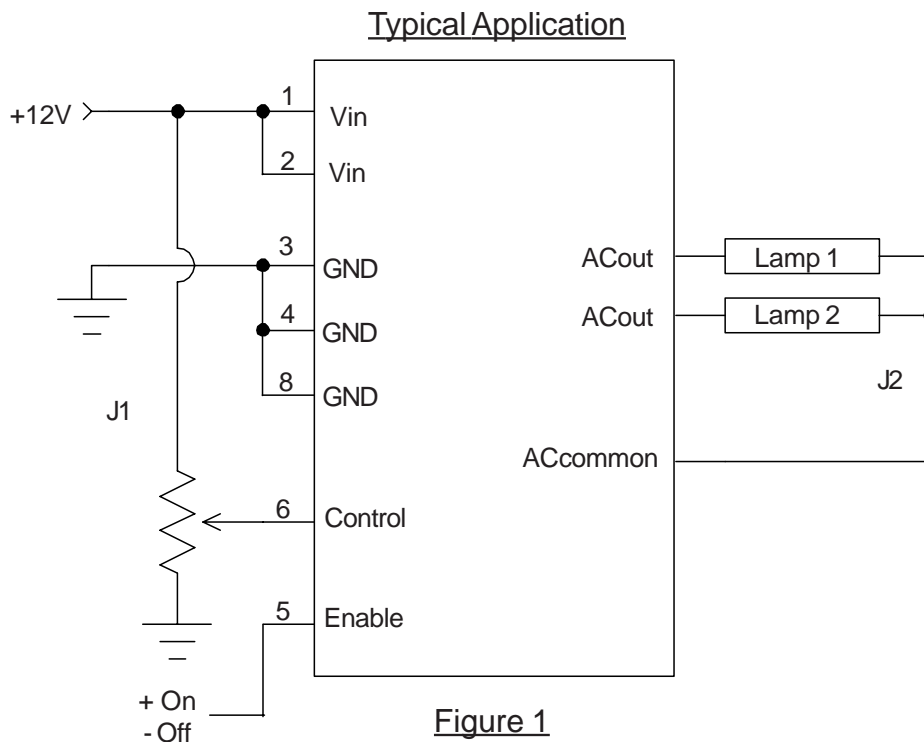 Typical Application
+12V
1
Vin
2
Vin
3
GND
4
GND
8
GND
J1
6
Control
5
Enable
+ On
- Off
ACout
Lamp 1
ACout
Lamp 2
J2
ACcommon
Figure 1